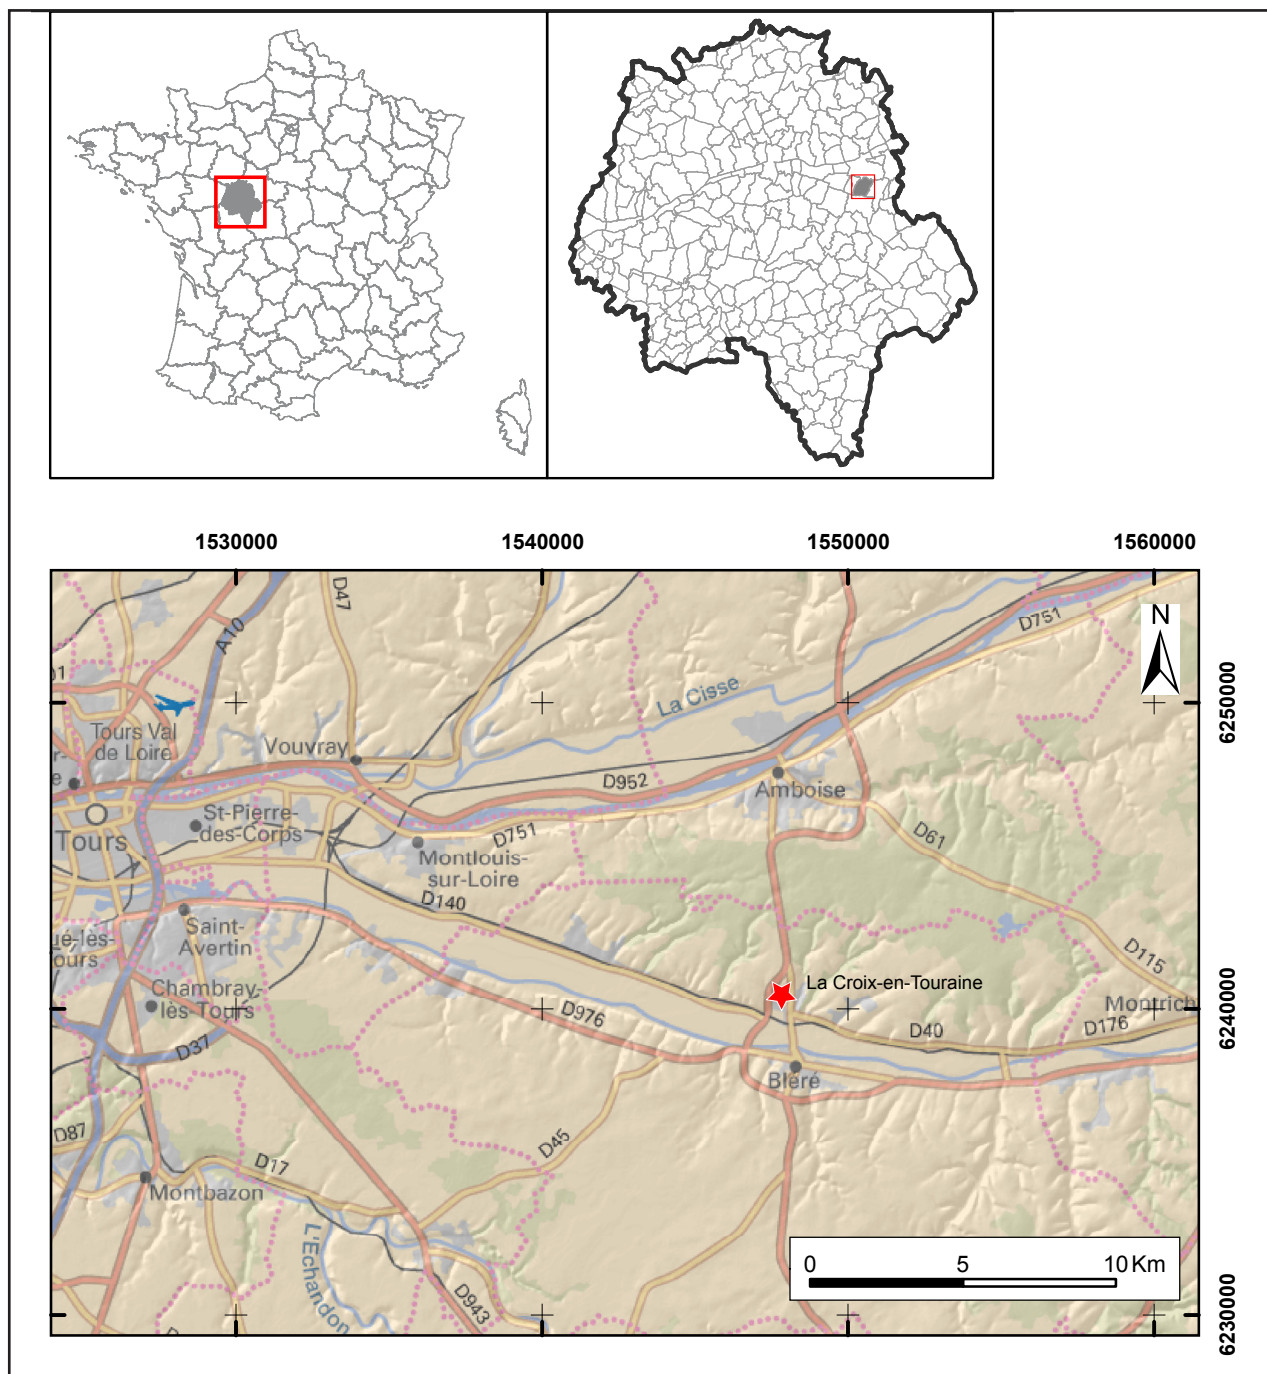 1530000
1540000
1550000
1560000
D47
A10
D751
N
La Cisse
6250000
Tours Val
de Loire
Vouvray
D952
Amboise
St-Pierre-
des-Corps
Tours
D751
D61
Montlouis-
sur-Loire
D140
Saint-
Avertin
D115
La Croix-en-Touraine
Chambray-
lès-Tours
Montrich
6240000
D976
D40
D176
D37
Bléré
D87
D45
D17
Montbazon
L'Echandon
D943
0
5
10 Km
6230000